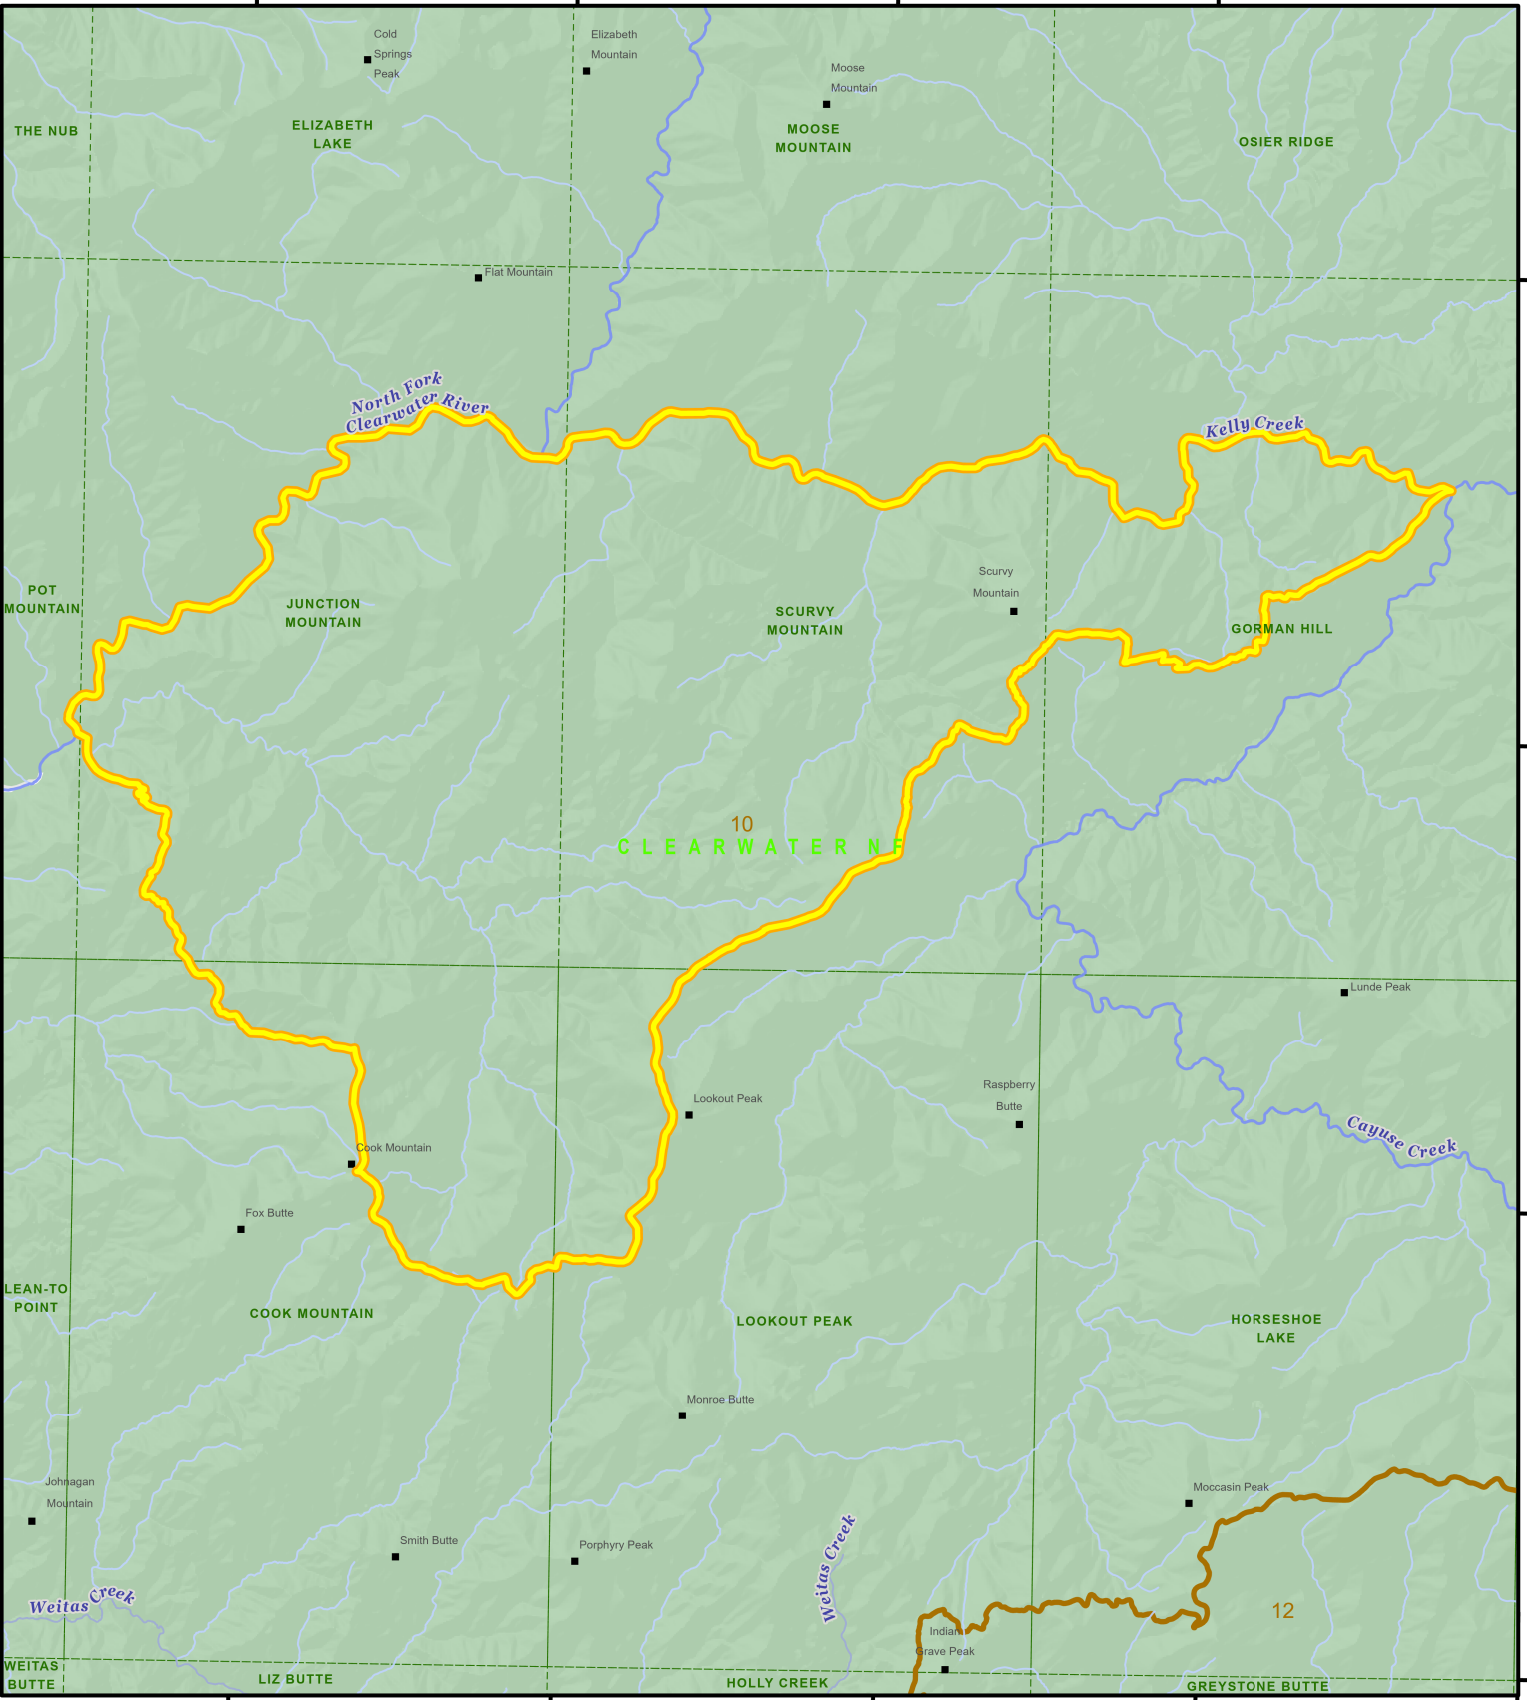 Cold
Springs
Peak
Elizabeth
Mountain
Moose
Mountain
THE NUB
ELIZABETH
LAKE
MOOSE
MOUNTAIN
OSIER RIDGE
Flat Mountain
North Fork
Clearwater River
Kelly Creek
POT
MOUNTAIN
JUNCTION
MOUNTAIN
SCURVY
MOUNTAIN
Scurvy
Mountain
GORMAN HILL
10
CLEARWATER NF
Lunde Peak
Raspberry
Butte
Lookout Peak
Cook Mountain
Cayuse Creek
Fox Butte
LEAN-TO
POINT
COOK MOUNTAIN
LOOKOUT PEAK
HORSESHOE
LAKE
Monroe Butte
Johnagan
Mountain
Moccasin Peak
Smith Butte
Porphyry Peak
Weitas Creek
Weitas Creek
12
Indian
Grave Peak
WEITAS
BUTTE
LIZ BUTTE
HOLLY CREEK
GREYSTONE BUTTE